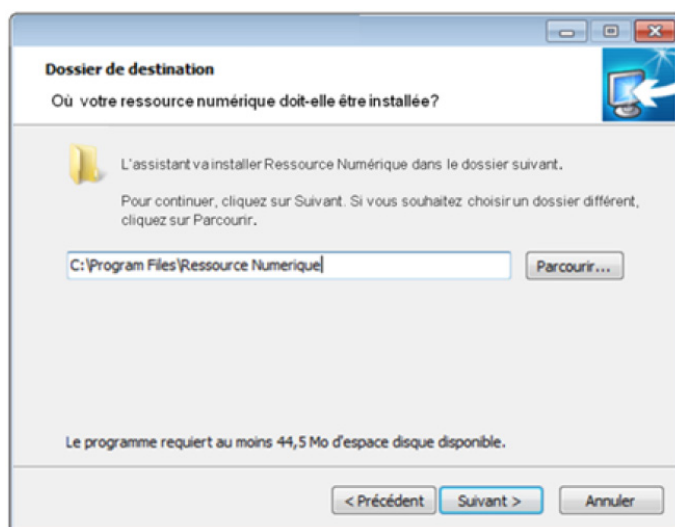 Dossier de destination
Où votre ressource numérique doit-elle être installée?
L'assistant va installer Ressource Numérique dans le dossier suivant.
Pour continuer, cliquez sur Suivant. Si vous souhaitez choisir un dossier différent,
cliquez sur Parcourir.
C:\Program Files\Ressource Numerique
Parcourir...
Le programme requiert au moins 44,5 Mo d'espace disque disponible.
< Précédent
Suivant >
Annuler